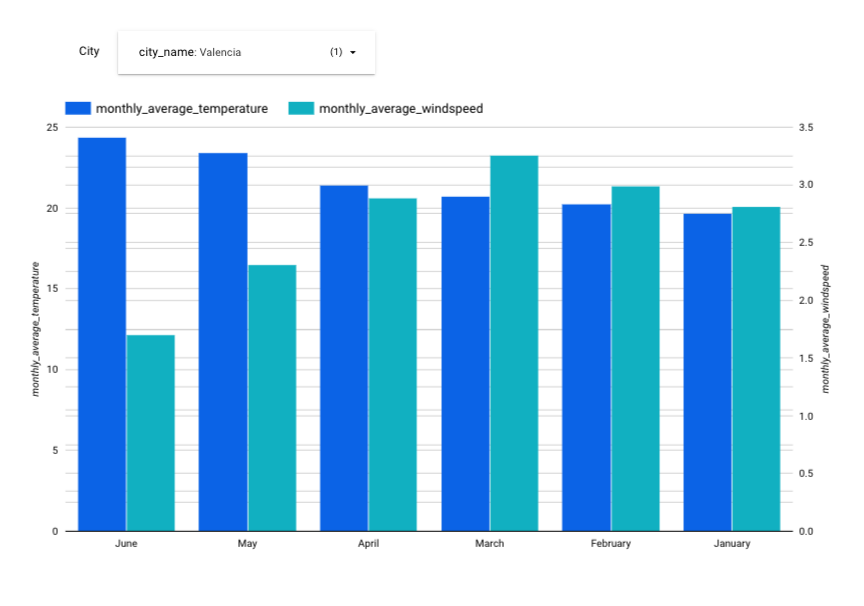 City
city_name: Valencia (1)
monthly_average_temperature monthly_average_windspeed
25 3.5
20 3.0
15 2.5
10 2.0
5 1.5
0 1.0
0.5
0.0
monthly_average_temperature
monthly_average_windspeed
June May April March February January